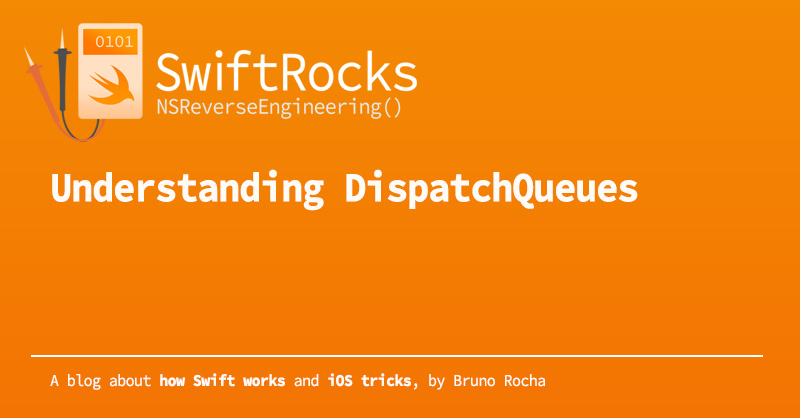 0101
SwiftRocks
NSReverseEngineering()
Understanding DispatchQueues
A blog about how Swift works and iOS tricks, by Bruno Rocha